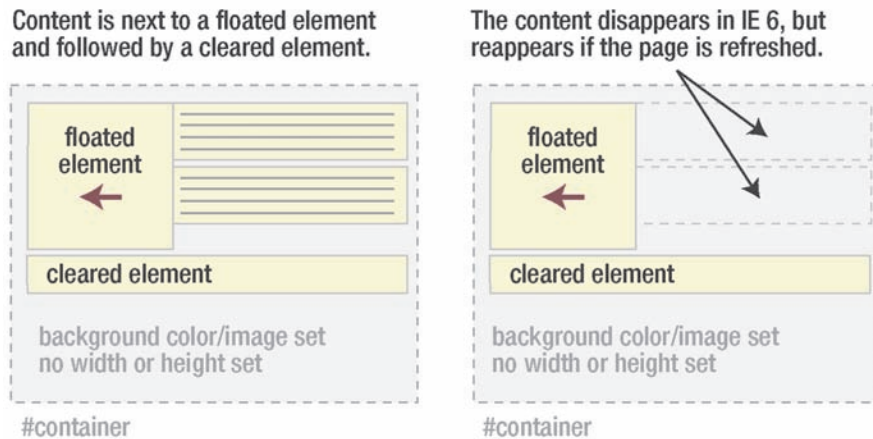 Content is next to a floated element
and followed by a cleared element.
floated
element
cleared element
background color/image set
no width or height set
#container
The content disappears in IE 6, but
reappears if the page is refreshed.
floated
element
cleared element
background color/image set
no width or height set
#container